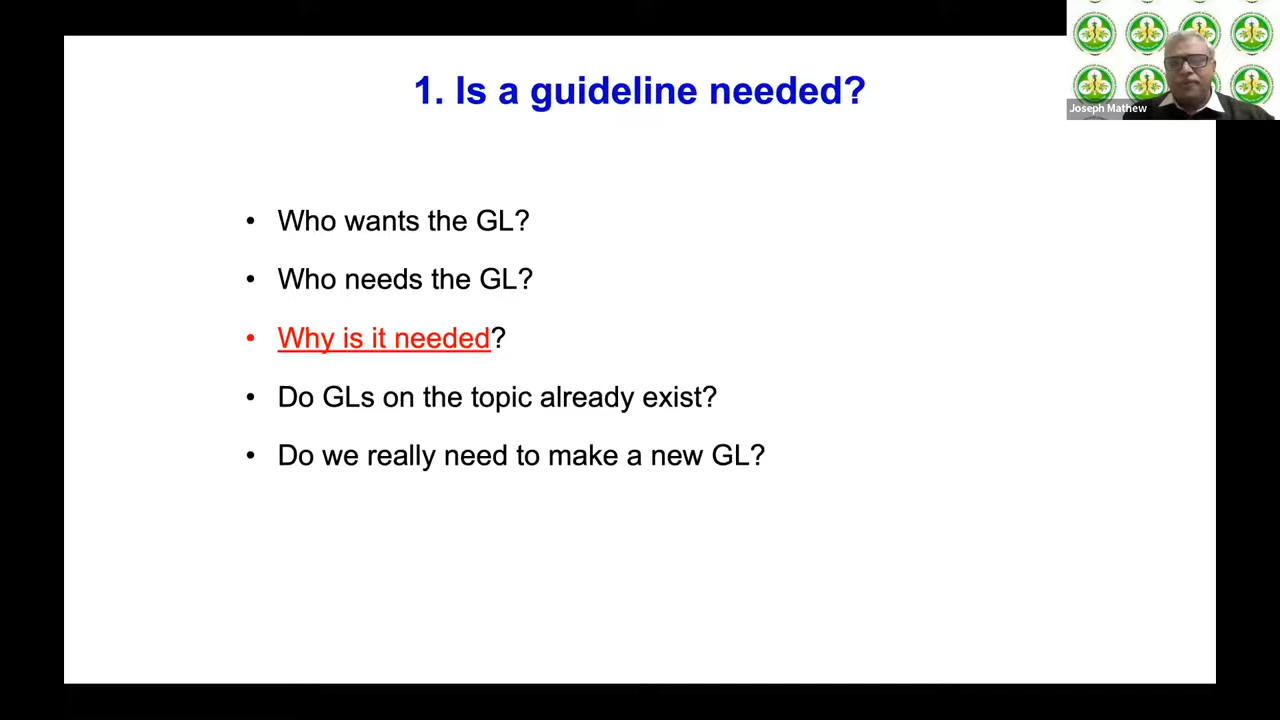 1. Is a guideline needed?
Joseph Mathew
• Who wants the GL?
• Who needs the GL?
• Why is it needed?
• Do GLs on the topic already exist?
• Do we really need to make a new GL?